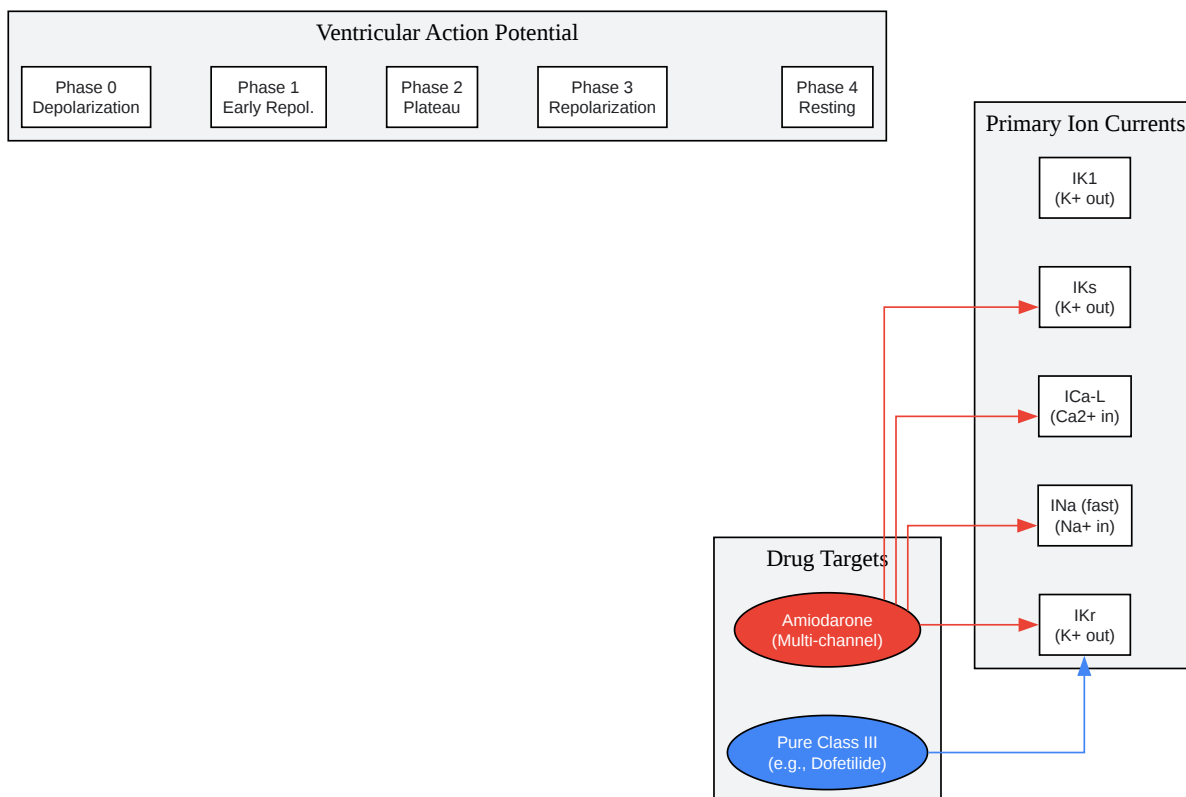 Ventricular Action Potential
Phase 0
Depolarization
Phase 1
Early Repol.
Phase 2
Plateau
Phase 3
Repolarization
Phase 4
Resting
Primary Ion Currents
IK1
(K+ out)
IKs
(K+ out)
ICa-L
(Ca2+ in)
INa (fast)
(Na+ in)
IKr
(K+ out)
Drug Targets
Amiodarone
(Multi-channel)
Pure Class III
(e.g., Dofetilide)